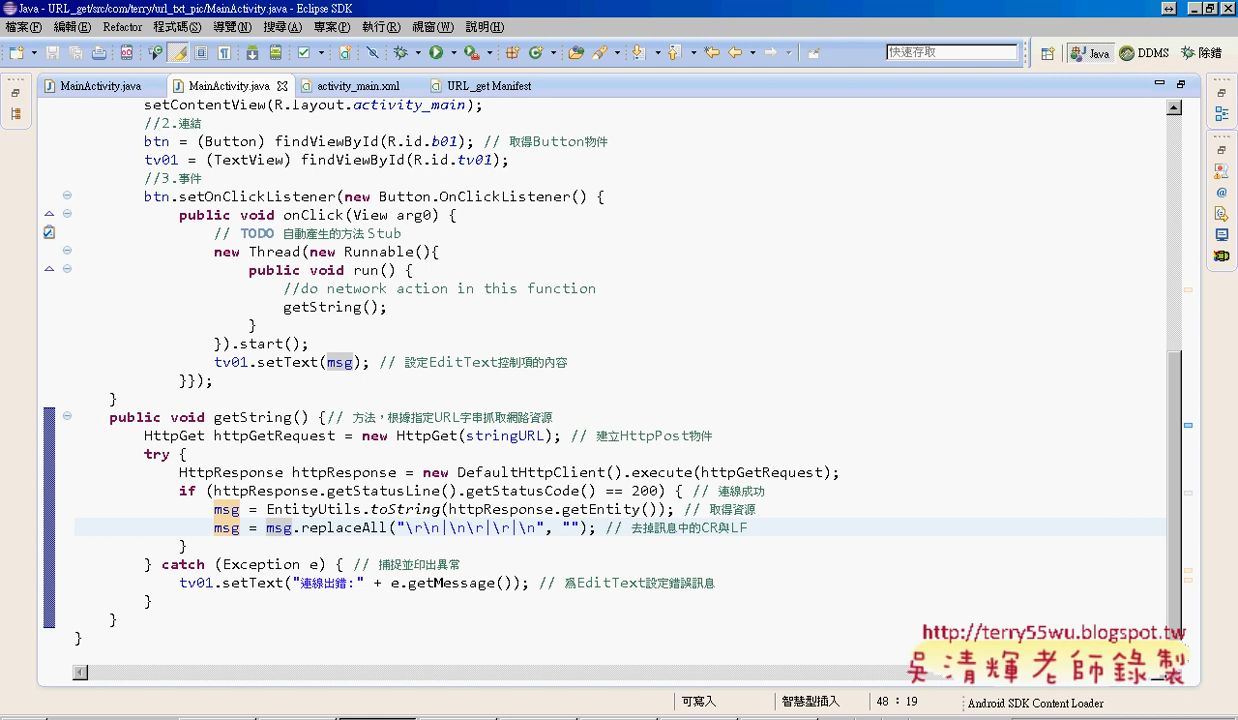 Java - URL_get/src/com/terry/url_txt_pic/MainActivity.java - Eclipse SDK
檔案(F) 編輯(E) Refactor 程式碼(S) 導覽(N) 搜尋(A) 專案(P) 執行(R) 視窗(W) 說明(H)
快速存取 Java DDMS 除錯
MainActivity.java MainActivity.java activity_main.xml URL_get Manifest
setContentView(R.layout.activity_main);
//2.連結
btn = (Button) findViewById(R.id.b01); // 取得Button物件
tv01 = (TextView) findViewById(R.id.tv01);
//3.事件
btn.setOnClickListener(new Button.OnClickListener() {
public void onClick(View arg0) {
// TODO 自動產生的方法 Stub
new Thread(new Runnable(){
public void run() {
//do network action in this function
getString();
}
}).start();
tv01.setText(msg); // 設定EditText控制項的內容
}});
}
public void getString() {// 方法，根據指定URL字串抓取網路資源
HttpGet httpGetRequest = new HttpGet(stringURL); // 建立HttpPost物件
try {
HttpResponse httpResponse = new DefaultHttpClient().execute(httpGetRequest);
if (httpResponse.getStatusLine().getStatusCode() == 200) { // 連線成功
msg = EntityUtils.toString(httpResponse.getEntity()); // 取得資源
msg = msg.replaceAll("\r\n|\n\r|\r|\n", ""); // 去掉訊息中的CR與LF
}
} catch (Exception e) { // 捕捉並印出異常
tv01.setText("連線出錯:" + e.getMessage()); // 為EditText設定錯誤訊息
}
}
}
http://terry55wu.blogspot.tw
吳清輝老師錄製
可寫入 智慧型插入 48 : 19 Android SDK Content Loader